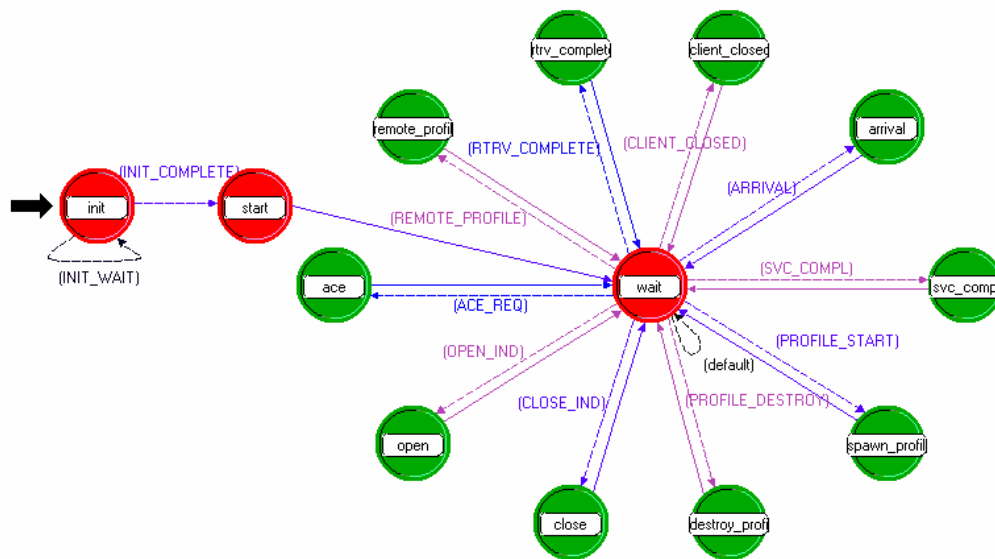 rtrv_complete
client_closed
remote_profil
arrival
(RTRV_COMPLETE)
(CLIENT_CLOSED)
(INIT_COMPLETE)
(ARRIVAL)
init
start
(REMOTE_PROFILE)
(INIT_WAIT)
(SVC_COMPL)
ace
wait
svc_comp
(ACE_REQ)
(PROFILE_START)
(OPEN_IND)
(default)
(CLOSE_IND)
(PROFILE_DESTROY)
open
spawn_profil
close
destroy_profi